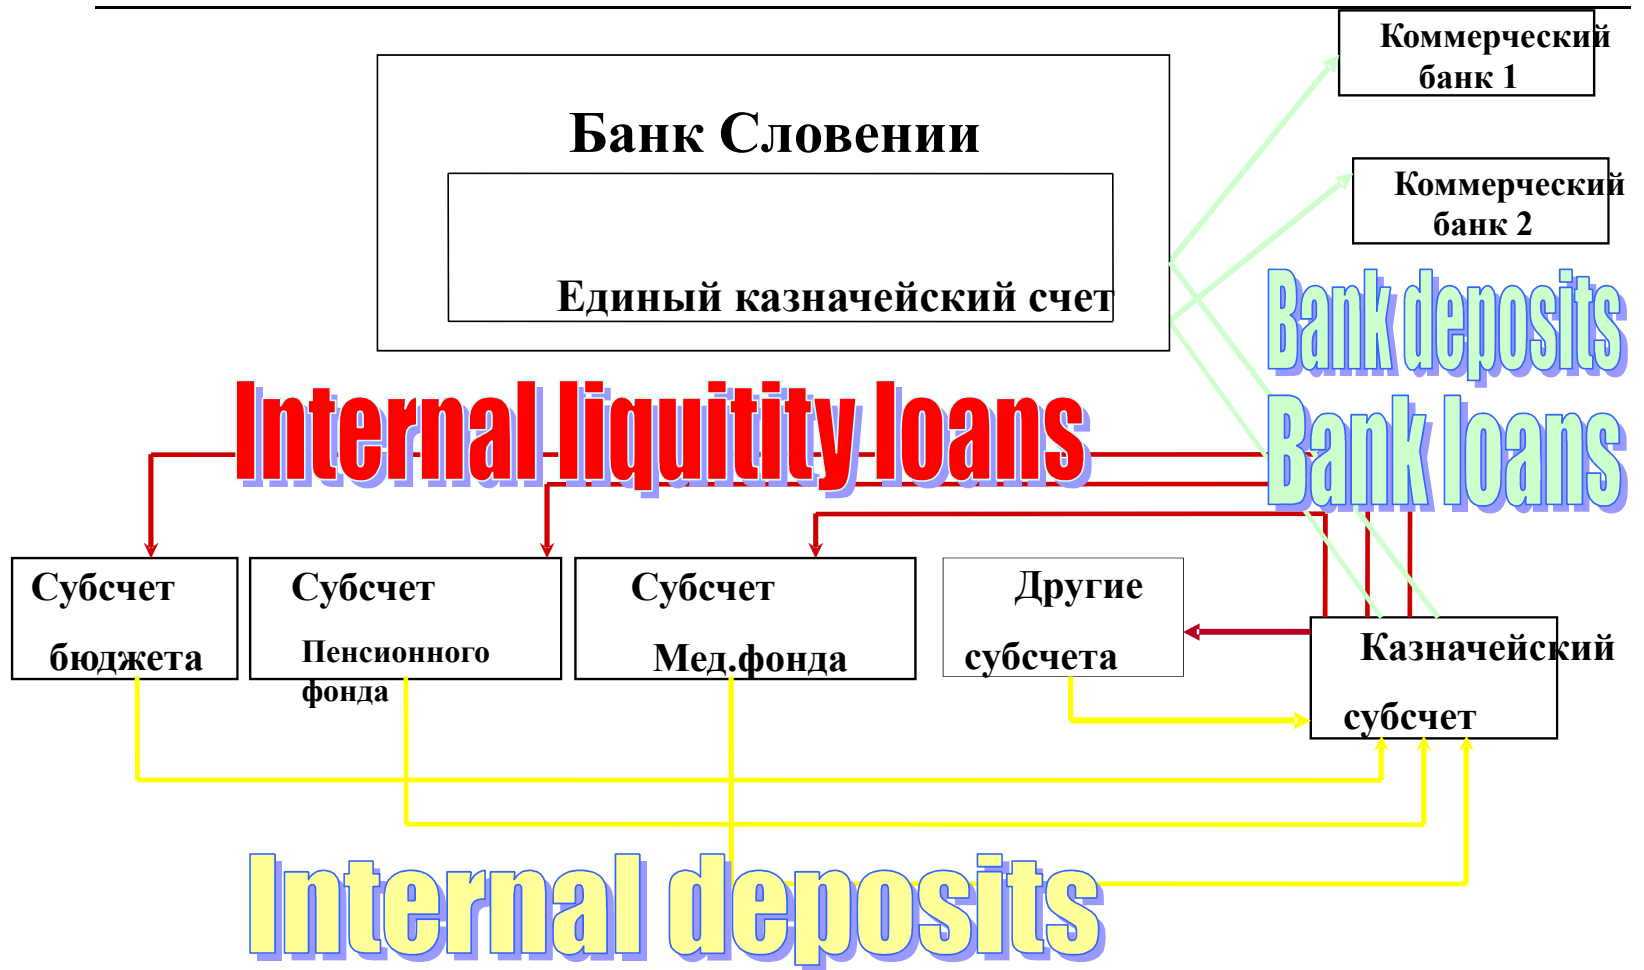 Коммерческий
банк 1
Банк Словении
Коммерческий
банк 2
Единый казначейский счет
Bank deposits
Internal liquitity loans
Bank loans
Субсчет
бюджета
Субсчет
Пенсионного
фонда
Субсчет
Мед.фонда
Другие
субсчета
Казначейский
субсчет
Internal deposits